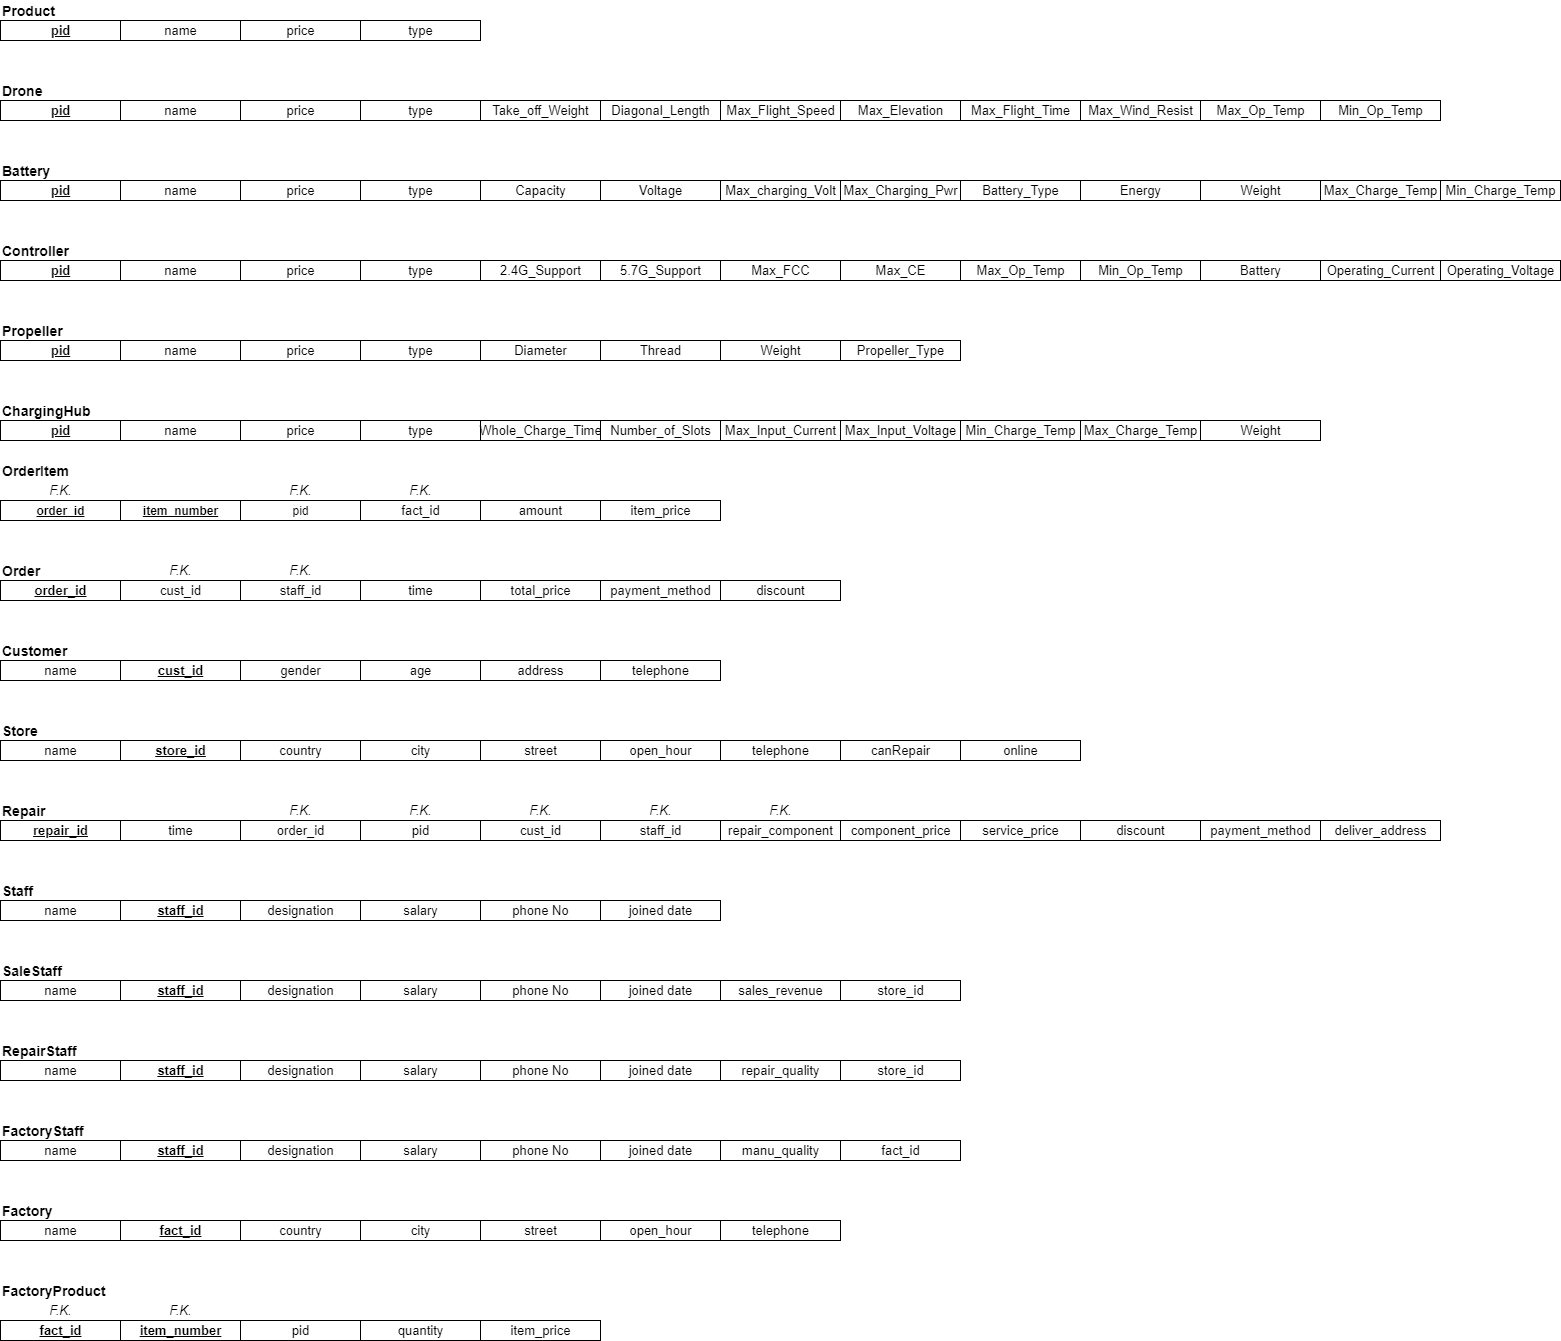 Product
pid name price type
Drone
pid name price type Take_off_Weight Diagonal_Length Max_Flight_Speed Max_Elevation Max_Flight_Time Max_Wind_Resist Max_Op_Temp Min_Op_Temp
Battery
pid name price type Capacity Voltage Max_charging_Volt Max_Charging_Pwr Battery_Type Energy Weight Max_Charge_Temp Min_Charge_Temp
Controller
pid name price type 2.4G_Support 5.7G_Support Max_FCC Max_CE Max_Op_Temp Min_Op_Temp Battery Operating_Current Operating_Voltage
Propeller
pid name price type Diameter Thread Weight Propeller_Type
ChargingHub
pid name price type Whole_Charge_Time Number_of_Slots Max_Input_Current Max_Input_Voltage Min_Charge_Temp Max_Charge_Temp Weight
OrderItem
F.K. F.K. F.K.
order_id item_number pid fact_id amount item_price
Order F.K. F.K.
order_id cust_id staff_id time total_price payment_method discount
Customer
name cust_id gender age address telephone
Store
name store_id country city street open_hour telephone canRepair online
Repair F.K. F.K. F.K. F.K. F.K.
repair_id time order_id pid cust_id staff_id repair_component component_price service_price discount payment_method deliver_address
Staff
name staff_id designation salary phone No joined date
SaleStaff
name staff_id designation salary phone No joined date sales_revenue store_id
RepairStaff
name staff_id designation salary phone No joined date repair_quality store_id
FactoryStaff
name staff_id designation salary phone No joined date manu_quality fact_id
Factory
name fact_id country city street open_hour telephone
FactoryProduct
F.K. F.K.
fact_id item_number pid quantity item_price